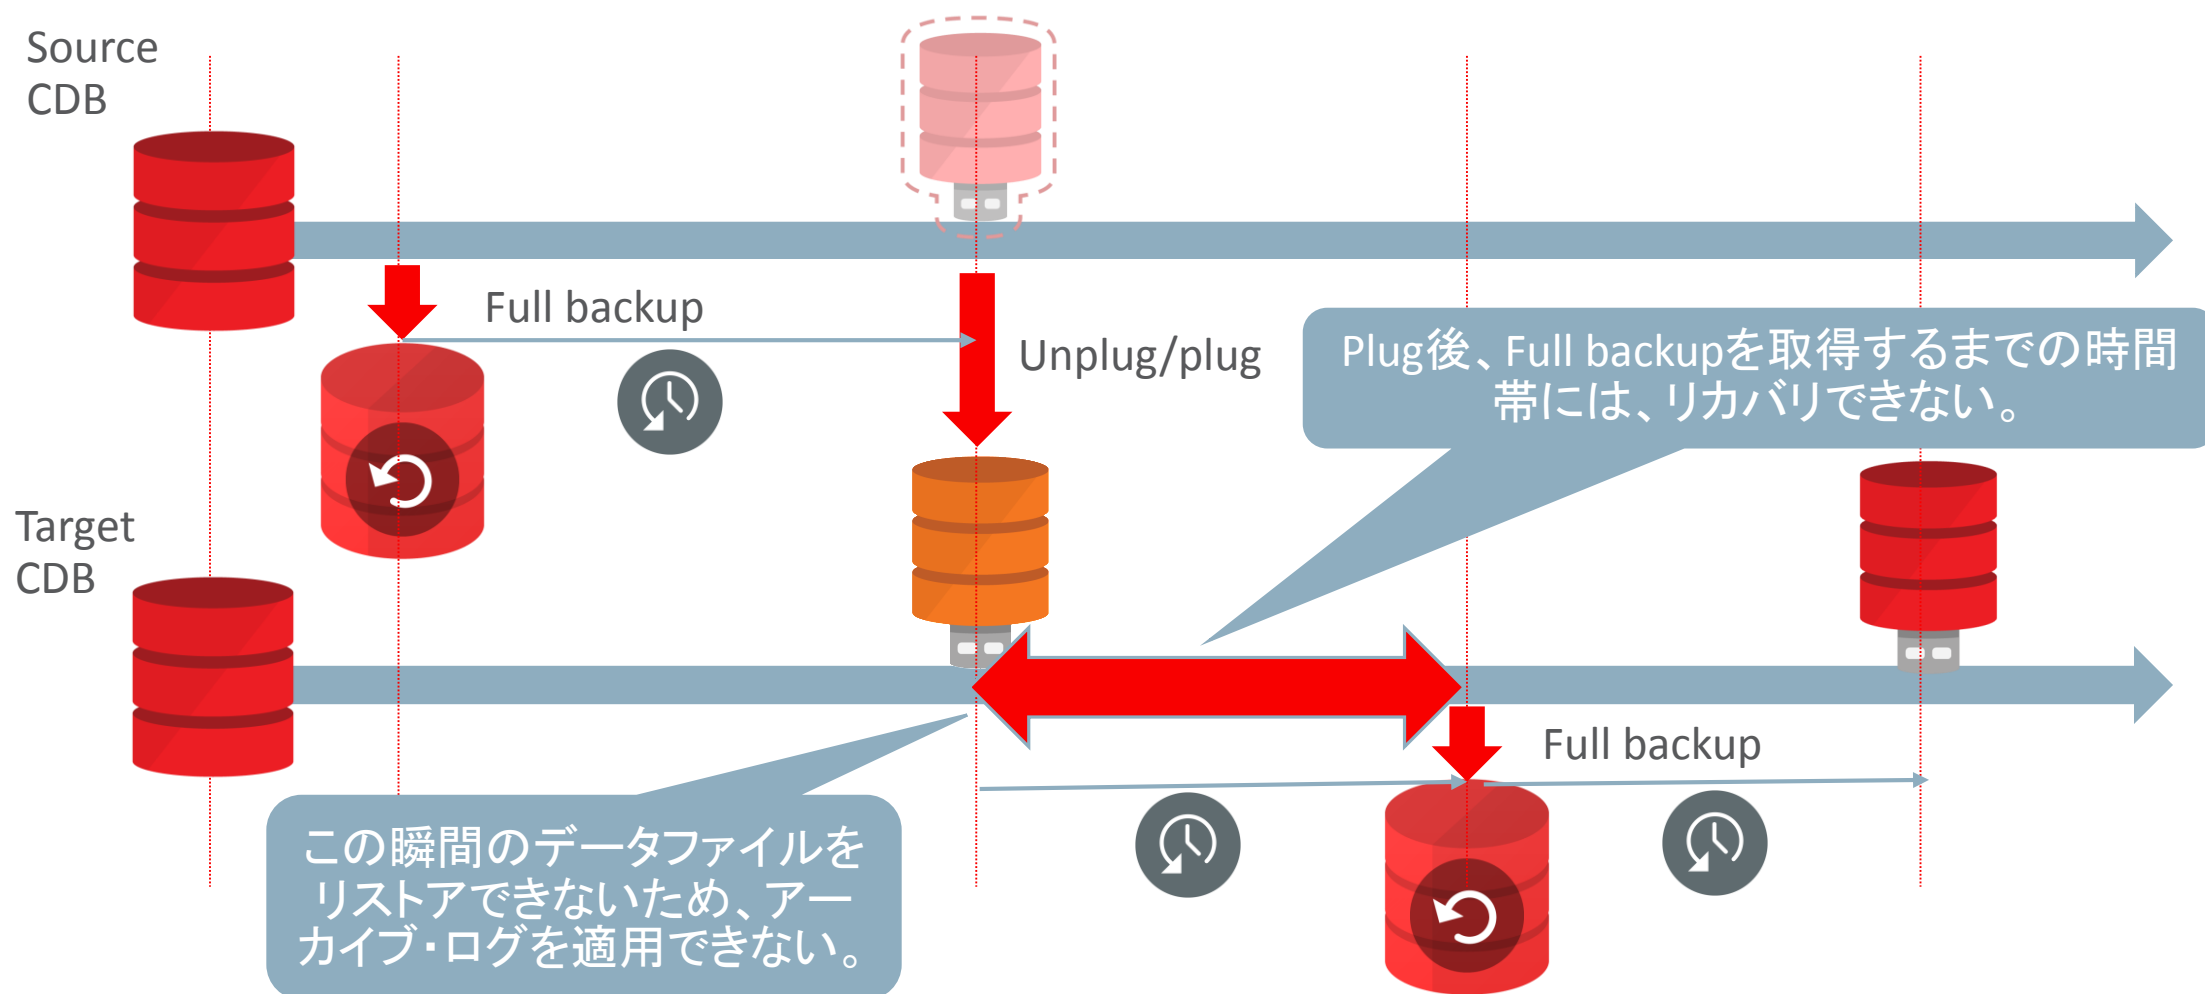 Source
CDB
Full backup
Unplug/plug
Plug後、Full backupを取得するまでの時間
帯には、リカバリできない。
Target
CDB
Full backup
この瞬間のデータファイルを
リストアできないため、アー
カイブ・ログを適用できない。